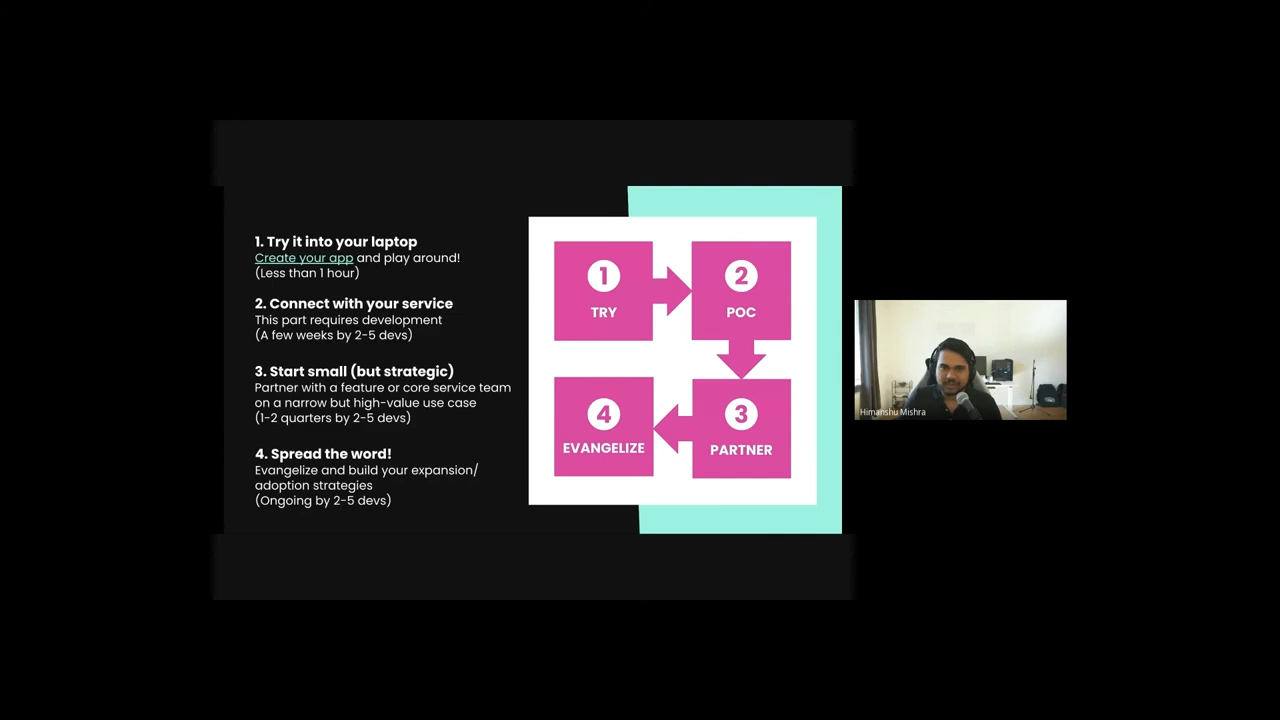 1. Try it into your laptop
Create your app and play around!
(Less than 1 hour)
2. Connect with your service
This part requires development
(A few weeks by 2-5 devs)
3. Start small (but strategic)
Partner with a feature or core service team
on a narrow but high-value use case
(1-2 quarters by 2-5 devs)
4. Spread the word!
Evangelize and build your expansion/
adoption strategies
(Ongoing by 2-5 devs)
1
TRY
2
POC
4
EVANGELIZE
3
PARTNER
Himanshu Mishra